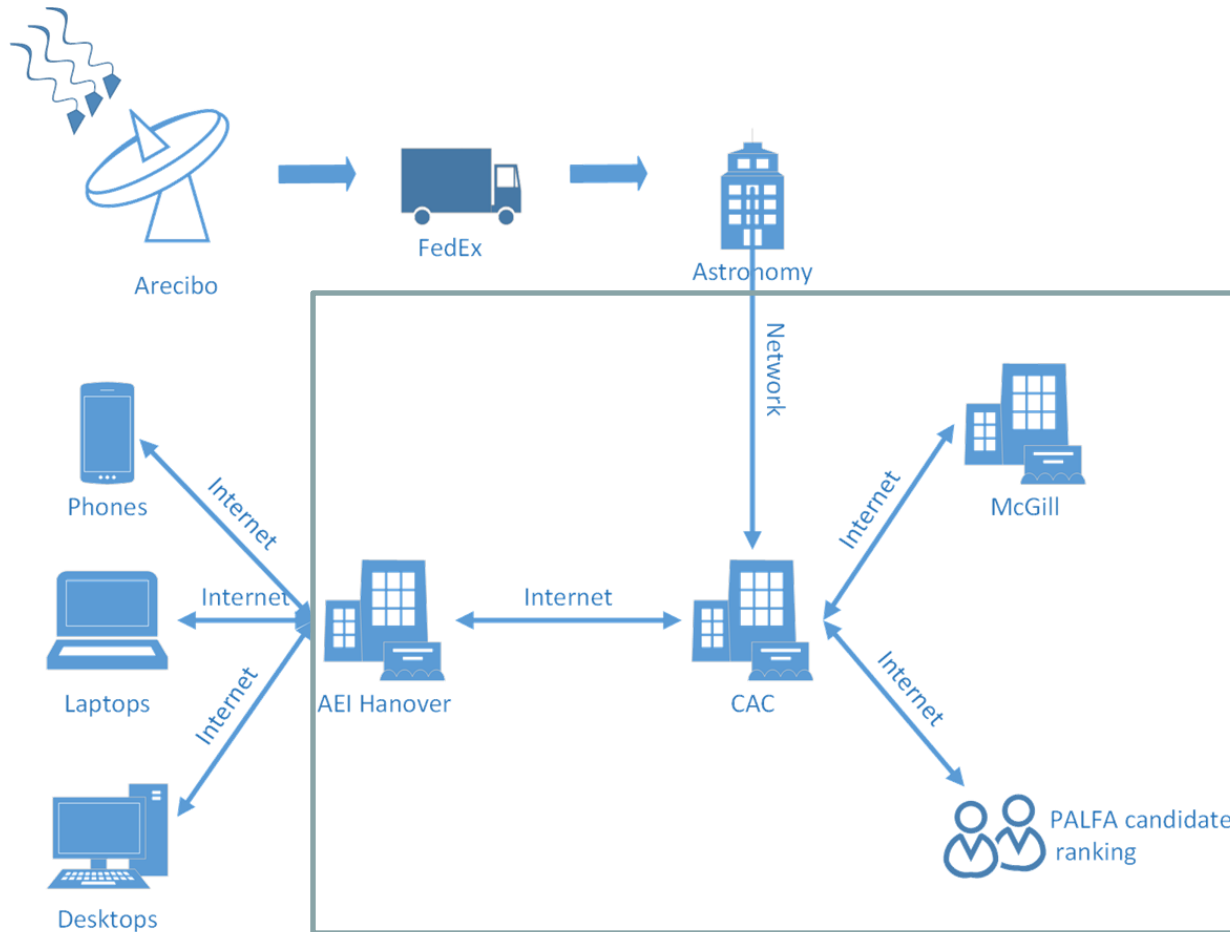 FedEx
Arecibo
Astronomy
Network
Phones
Internet
McGill
Internet
Internet
Internet
Laptops
AEI Hanover
CAC
Internet
Internet
PALFA candidate
ranking
Desktops